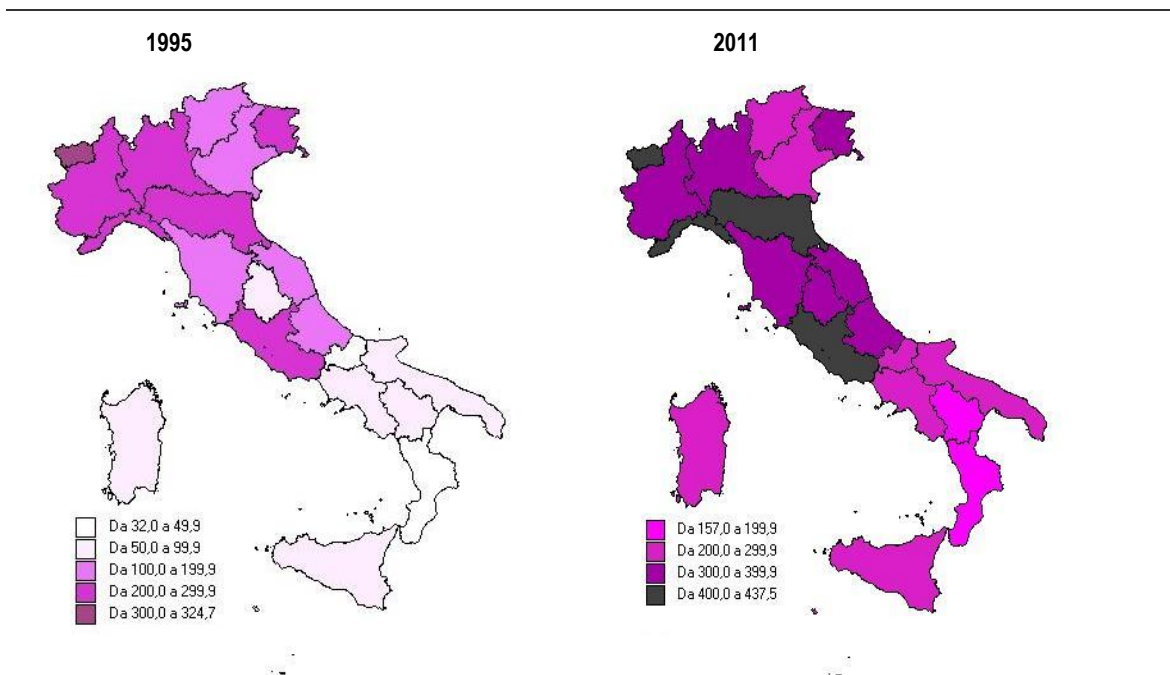 1995
2011
Da 32,0 a 49,9
Da 50,0 a 99,9
Da 100,0 a 199,9
Da 200,0 a 299,9
Da 300,0 a 324,7
Da 157,0 a 199,9
Da 200,0 a 299,9
Da 300,0 a 399,9
Da 400,0 a 437,5